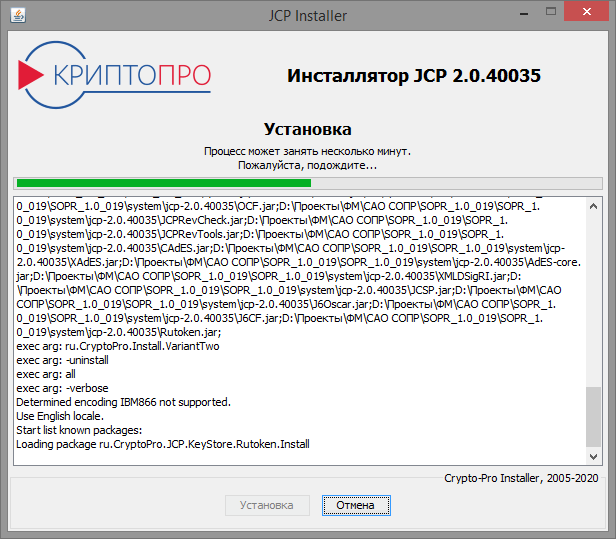 JCP Installer
КРИПТОПРО
Инсталлятор JCP 2.0.40035
Установка
Процесс может занять несколько минут.
Пожалуйста, подождите...
0_019\SOPR_1.0_019\system\jcp-2.0.40035\OCF.jar;D:\Проекты\ФМ\САО СОПР\SOPR_1.0_019\SOPR_1.
0_019\system\jcp-2.0.40035\JCPRevCheck.jar;D:\Проекты\ФМ\САО СОПР\SOPR_1.0_019\SOPR_1.
0_019\system\jcp-2.0.40035\JCPRevTools.jar;D:\Проекты\ФМ\САО СОПР\SOPR_1.0_019\SOPR_1.
0_019\system\jcp-2.0.40035\CAdES.jar;D:\Проекты\ФМ\САО СОПР\SOPR_1.0_019\SOPR_1.0_019\system\jcp-
2.0.40035\XAdES.jar;D:\Проекты\ФМ\САО СОПР\SOPR_1.0_019\SOPR_1.0_019\system\jcp-2.0.40035\AdES-core.
jar;D:\Проекты\ФМ\САО СОПР\SOPR_1.0_019\SOPR_1.0_019\system\jcp-2.0.40035\XMLDSigRI.jar;D:
\Проекты\ФМ\САО СОПР\SOPR_1.0_019\SOPR_1.0_019\system\jcp-2.0.40035\JCSP.jar;D:\Проекты\ФМ\САО
СОПР\SOPR_1.0_019\SOPR_1.0_019\system\jcp-2.0.40035\J6Oscar.jar;D:\Проекты\ФМ\САО СОПР\SOPR_1.
0_019\SOPR_1.0_019\system\jcp-2.0.40035\J6CF.jar;D:\Проекты\ФМ\САО СОПР\SOPR_1.0_019\SOPR_1.
0_019\system\jcp-2.0.40035\Rutoken.jar;
exec arg: ru.CryptoPro.Install.VariantTwo
exec arg: -uninstall
exec arg: all
exec arg: -verbose
Determined encoding IBM866 not supported.
Use English locale.
Start list known packages:
Loading package ru.CryptoPro.JCP.KeyStore.Rutoken.Install
Crypto-Pro Installer, 2005-2020
Установка
Отмена